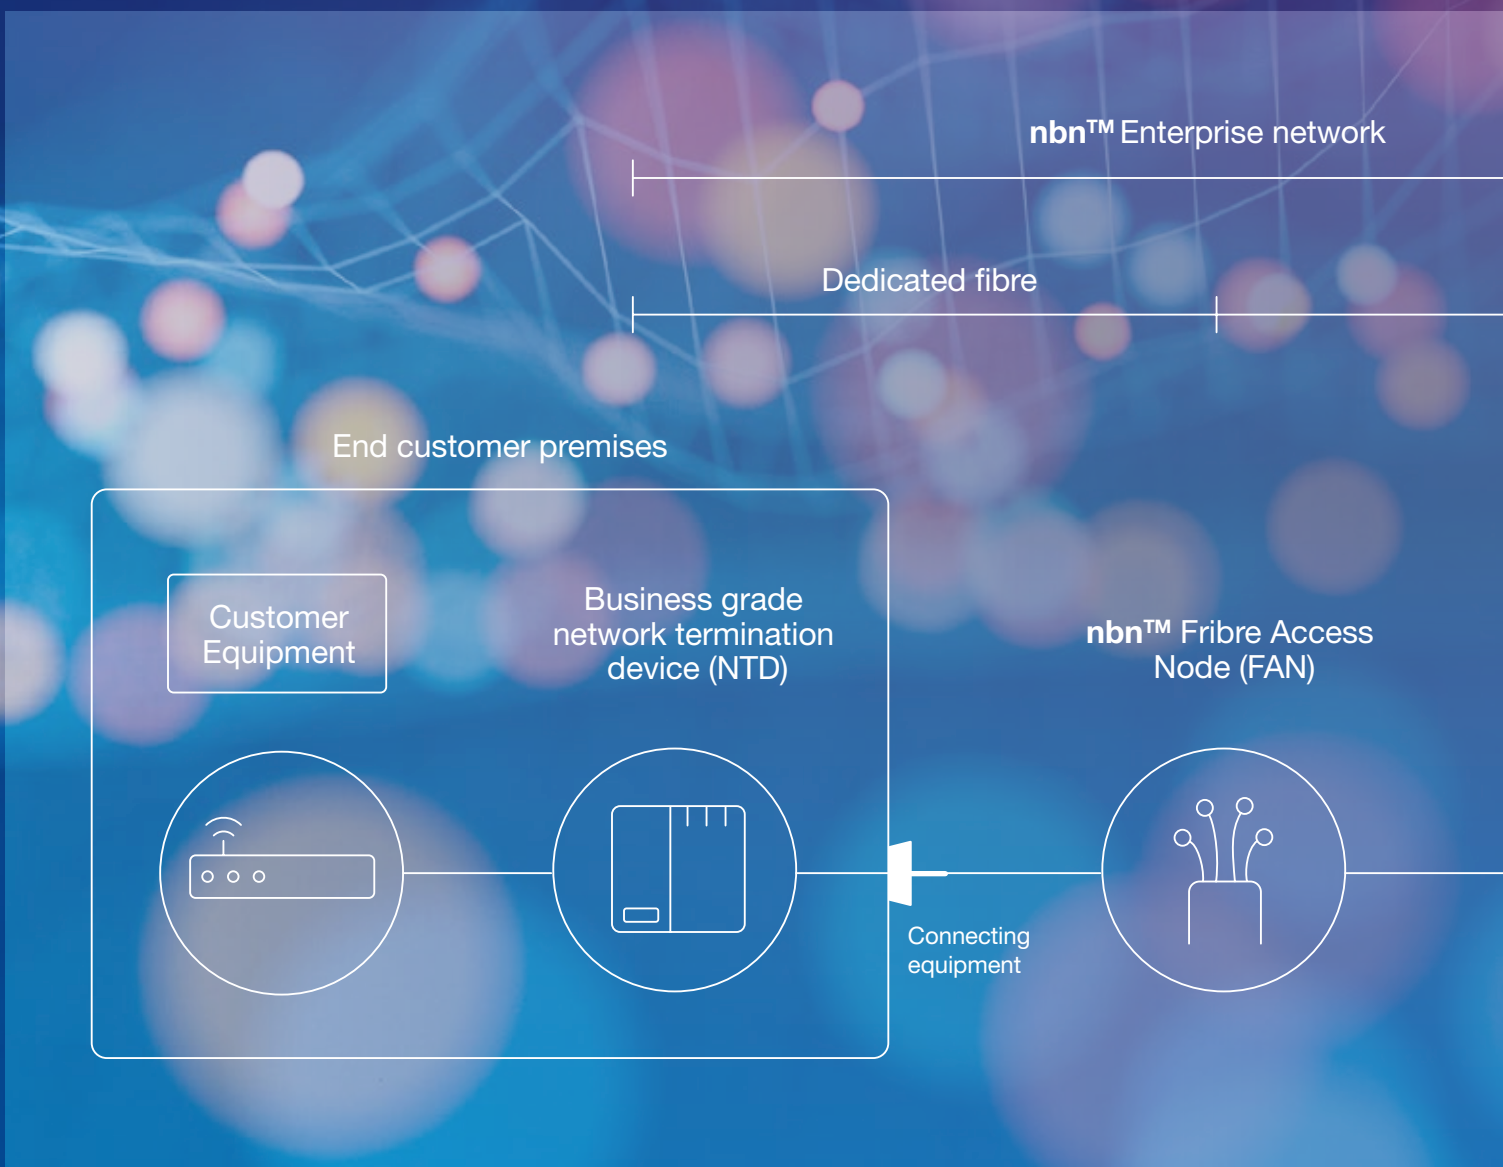 nbn™ Enterprise network
Dedicated fibre
End customer premises
Customer
Equipment
Business grade
network termination
device (NTD)
nbn™ Fribre Access
Node (FAN)
Connecting
equipment